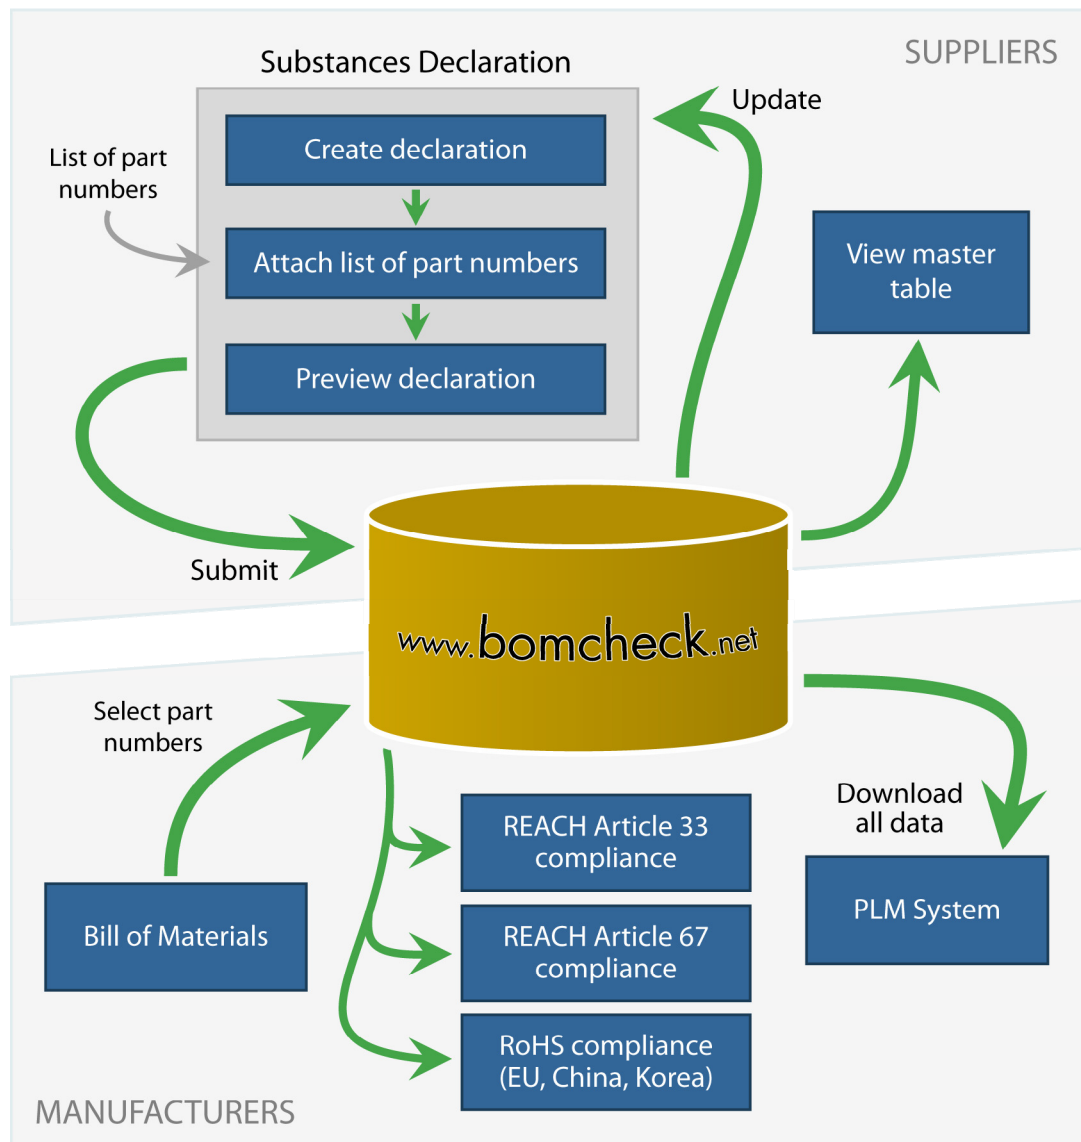 SUPPLIERS
Substances Declaration
Update
Create declaration
List of part
numbers
Attach list of part numbers
View master
table
Preview declaration
Submit
www.bomcheck.net
Select part
numbers
Download
all data
REACH Article 33
compliance
Bill of Materials
PLM System
REACH Article 67
compliance
RoHS compliance
(EU, China, Korea)
MANUFACTURERS